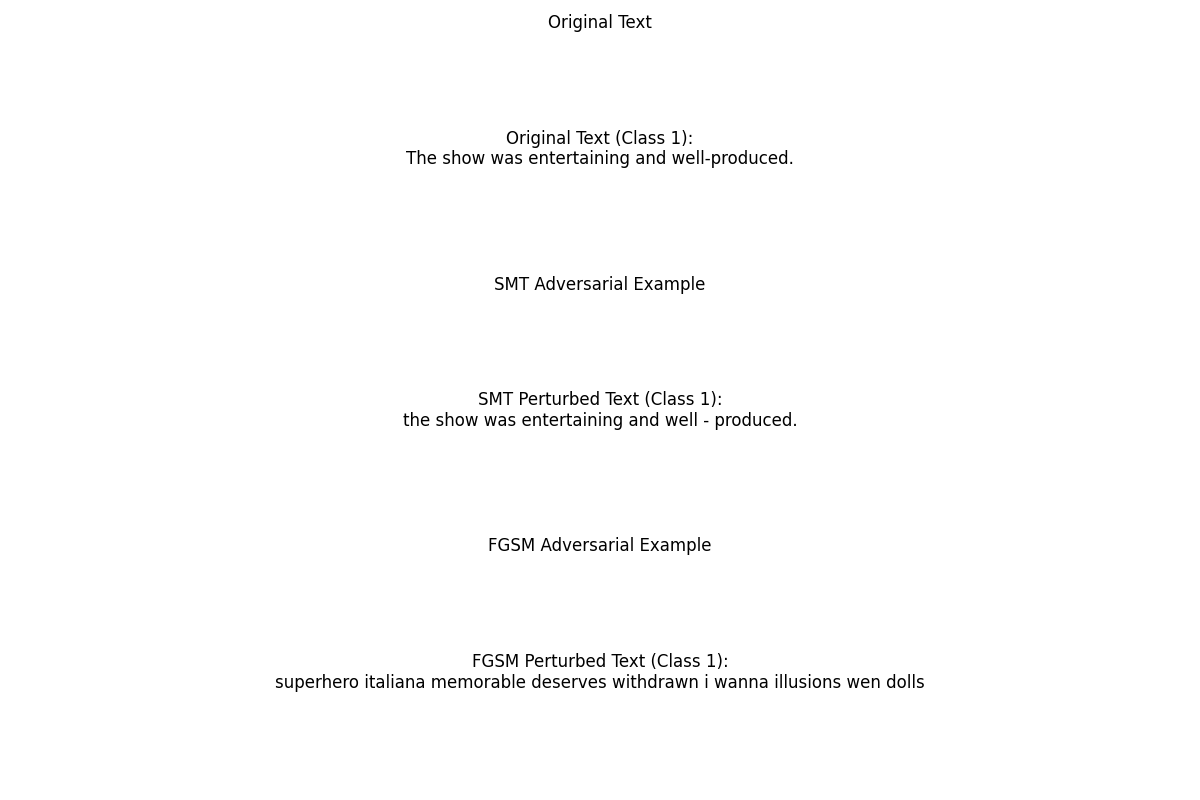 Original Text
Original Text (Class 1):
The show was entertaining and well-produced.
SMT Adversarial Example
SMT Perturbed Text (Class 1):
the show was entertaining and well - produced.
FGSM Adversarial Example
FGSM Perturbed Text (Class 1):
superhero italiana memorable deserves withdrawn i wanna illusions wen dolls